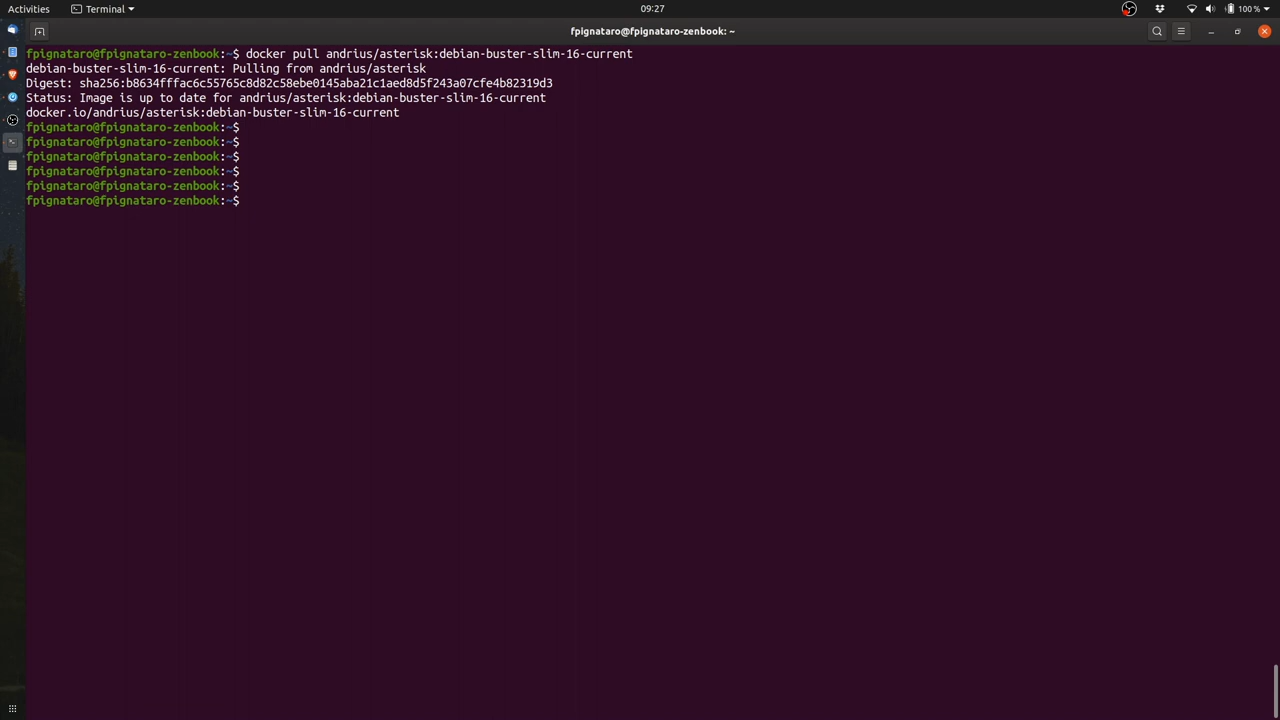 Activities
Terminal
09:27
100 %
fpignataro@fpignataro-zenbook: ~
fpignataro@fpignataro-zenbook:~$ docker pull andrius/asterisk:debian-buster-slim-16-current
debian-buster-slim-16-current: Pulling from andrius/asterisk
Digest: sha256:b8634fffac6c55765c8d82c58ebe0145aba21c1aed8d5f243a07cfe4b82319d3
Status: Image is up to date for andrius/asterisk:debian-buster-slim-16-current
docker.io/andrius/asterisk:debian-buster-slim-16-current
fpignataro@fpignataro-zenbook:~$
fpignataro@fpignataro-zenbook:~$
fpignataro@fpignataro-zenbook:~$
fpignataro@fpignataro-zenbook:~$
fpignataro@fpignataro-zenbook:~$
fpignataro@fpignataro-zenbook:~$